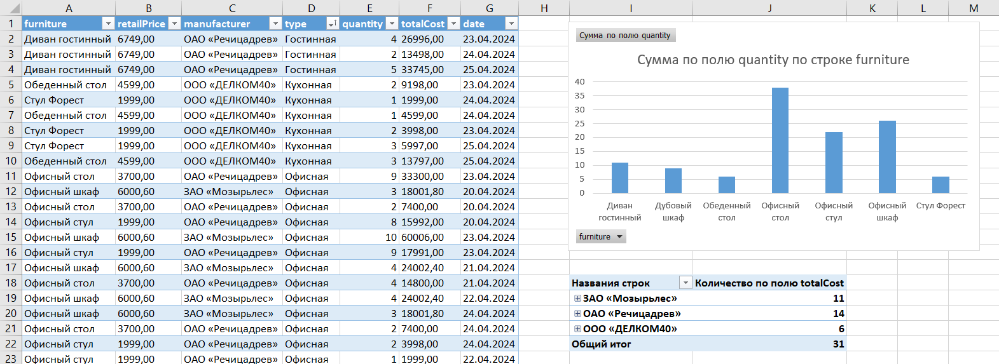 A B C D E F G H I J K L M
1 furniture retailPrice manufacturer type quantity totalCost date
2 Диван гостинный 6749,00 ОАО «Речицадрев» Гостинная 4 26996,00 23.04.2024
3 Диван гостинный 6749,00 ОАО «Речицадрев» Гостинная 2 13498,00 24.04.2024
4 Диван гостинный 6749,00 ОАО «Речицадрев» Гостинная 5 33745,00 25.04.2024
5 Обеденный стол 4599,00 ООО «ДЕЛКОМ40» Кухонная 2 9198,00 23.04.2024
6 Стул Форест 1999,00 ООО «ДЕЛКОМ40» Кухонная 1 1999,00 24.04.2024
7 Обеденный стол 4599,00 ООО «ДЕЛКОМ40» Кухонная 1 4599,00 24.04.2024
8 Стул Форест 1999,00 ООО «ДЕЛКОМ40» Кухонная 2 3998,00 23.04.2024
9 Стул Форест 1999,00 ООО «ДЕЛКОМ40» Кухонная 3 5997,00 25.04.2024
10 Обеденный стол 4599,00 ООО «ДЕЛКОМ40» Кухонная 3 13797,00 25.04.2024
11 Офисный стол 3700,00 ОАО «Речицадрев» Офисная 9 33300,00 23.04.2024
12 Офисный шкаф 6000,60 ЗАО «Мозырьлес» Офисная 3 18001,80 20.04.2024
13 Офисный стол 3700,00 ОАО «Речицадрев» Офисная 2 7400,00 20.04.2024
14 Офисный стул 1999,00 ОАО «Речицадрев» Офисная 8 15992,00 20.04.2024
15 Офисный шкаф 6000,60 ЗАО «Мозырьлес» Офисная 10 60006,00 23.04.2024
16 Офисный стул 1999,00 ОАО «Речицадрев» Офисная 9 17991,00 23.04.2024
17 Офисный шкаф 6000,60 ЗАО «Мозырьлес» Офисная 4 24002,40 21.04.2024
18 Офисный стол 3700,00 ОАО «Речицадрев» Офисная 4 14800,00 21.04.2024
19 Офисный шкаф 6000,60 ЗАО «Мозырьлес» Офисная 4 24002,40 22.04.2024
20 Офисный шкаф 6000,60 ЗАО «Мозырьлес» Офисная 3 18001,80 24.04.2024
21 Офисный стол 3700,00 ОАО «Речицадрев» Офисная 2 7400,00 24.04.2024
22 Офисный стул 1999,00 ОАО «Речицадрев» Офисная 2 3998,00 24.04.2024
23 Офисный стул 1999,00 ОАО «Речицадрев» Офисная 1 1999,00 22.04.2024
Сумма по полю quantity
Сумма по полю quantity по строке furniture
40
35
30
25
20
15
10
5
0
Диван гостинный
Дубовый шкаф
Обеденный стол
Офисный стол
Офисный стул
Офисный шкаф
Стул Форест
furniture
Названия строк Количество по полю totalCost
ЗАО «Мозырьлес» 11
ОАО «Речицадрев» 14
ООО «ДЕЛКОМ40» 6
Общий итог 31